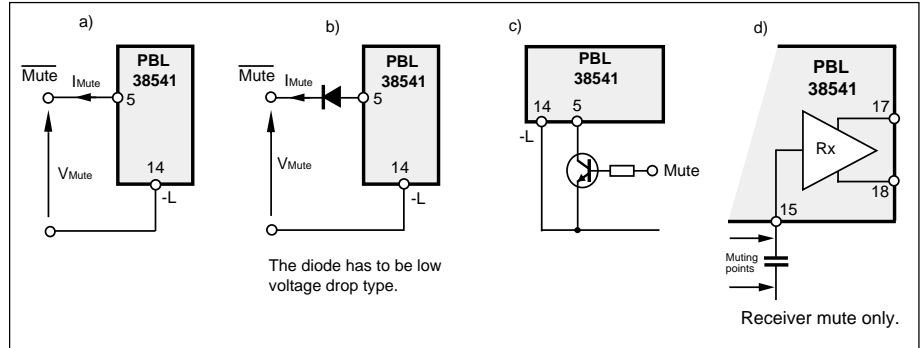 a)
PBL
38541
Mute
IMute
5
VMute
14
-L
b)
PBL
38541
Mute
IMute
5
VMute
14
-L
The diode has to be low
voltage drop type.
c)
PBL
38541
14 5
-L
Mute
d)
PBL
38541
17
Rx
18
15
Muting
points
Receiver mute only.